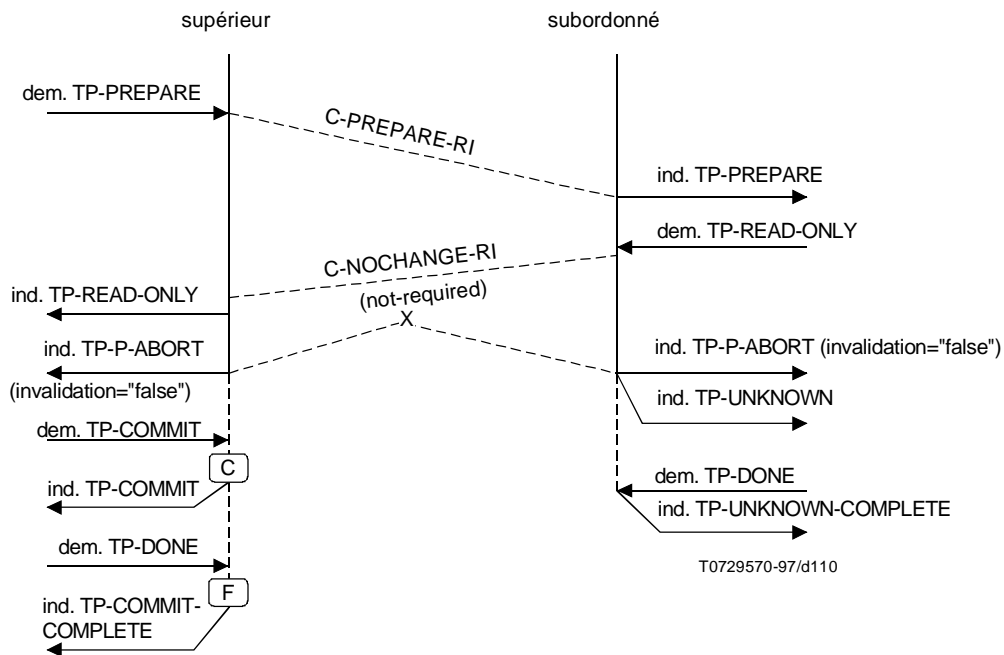 supérieur
subordonné
dem. TP-PREPARE
C-PREPARE-RI
ind. TP-PREPARE
dem. TP-READ-ONLY
C-NOCHANGE-RI
ind. TP-READ-ONLY
(not-required)
X
ind. TP-P-ABORT
(invalidation="false")
ind. TP-P-ABORT (invalidation="false")
ind. TP-UNKNOWN
dem. TP-COMMIT
C
ind. TP-COMMIT
dem. TP-DONE
ind. TP-UNKNOWN-COMPLETE
dem. TP-DONE
T0729570-97/d110
F
ind. TP-COMMIT-
COMPLETE